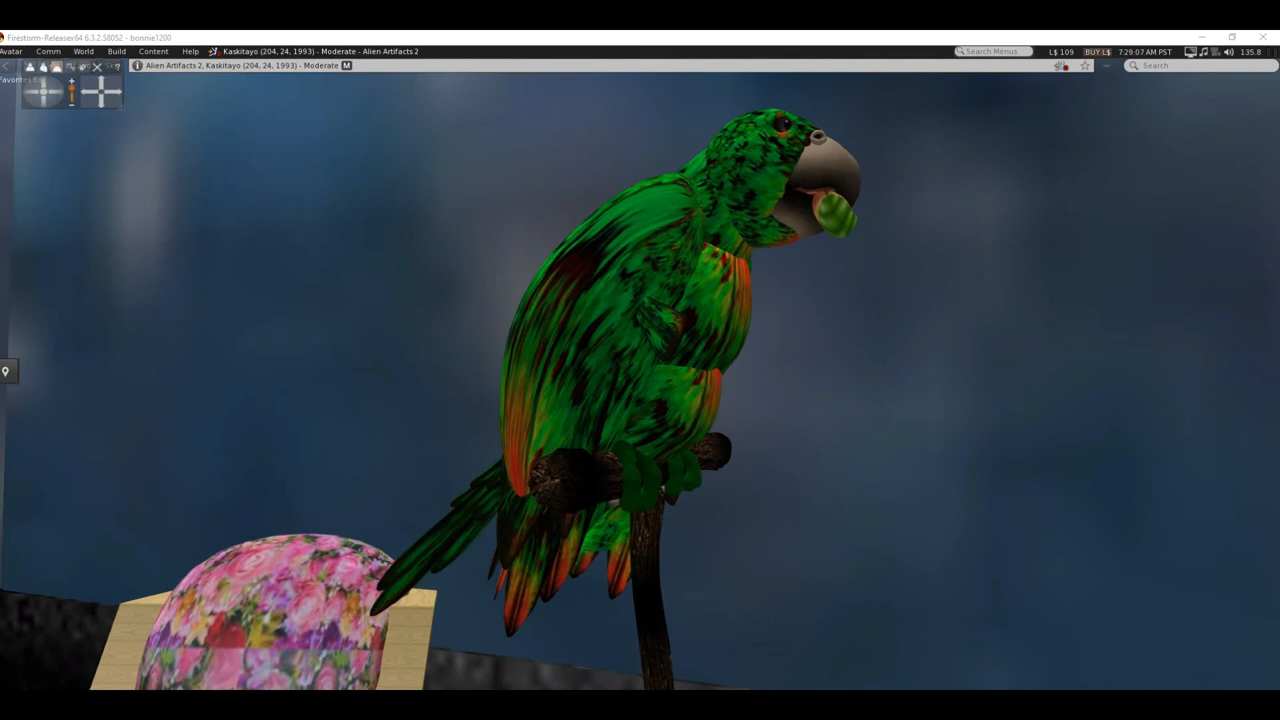 Firestorm-Releasex64 6.3.2.58052 - bonnie1200
Avatar Comm World Build Content Help Kaskitayo (204, 24, 1993) - Moderate - Alien Artifacts 2 Search Menus L$ 109 BUY L$ 7:29:07 AM PST 135.8
Alien Artifacts 2, Kaskitayo (204, 24, 1993) - Moderate M Search
Favorites